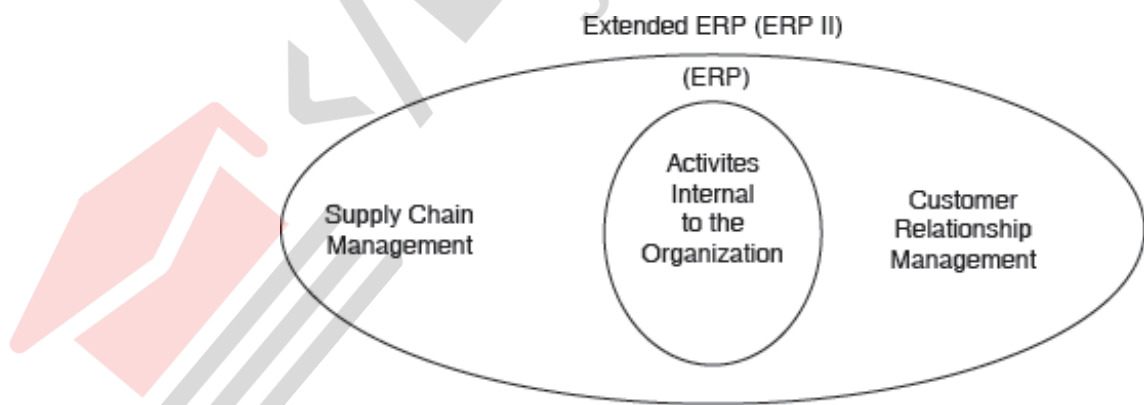 Extended ERP (ERP II)
(ERP)
Supply Chain
Management
Activites
Internal
to the
Organization
Customer
Relationship
Management